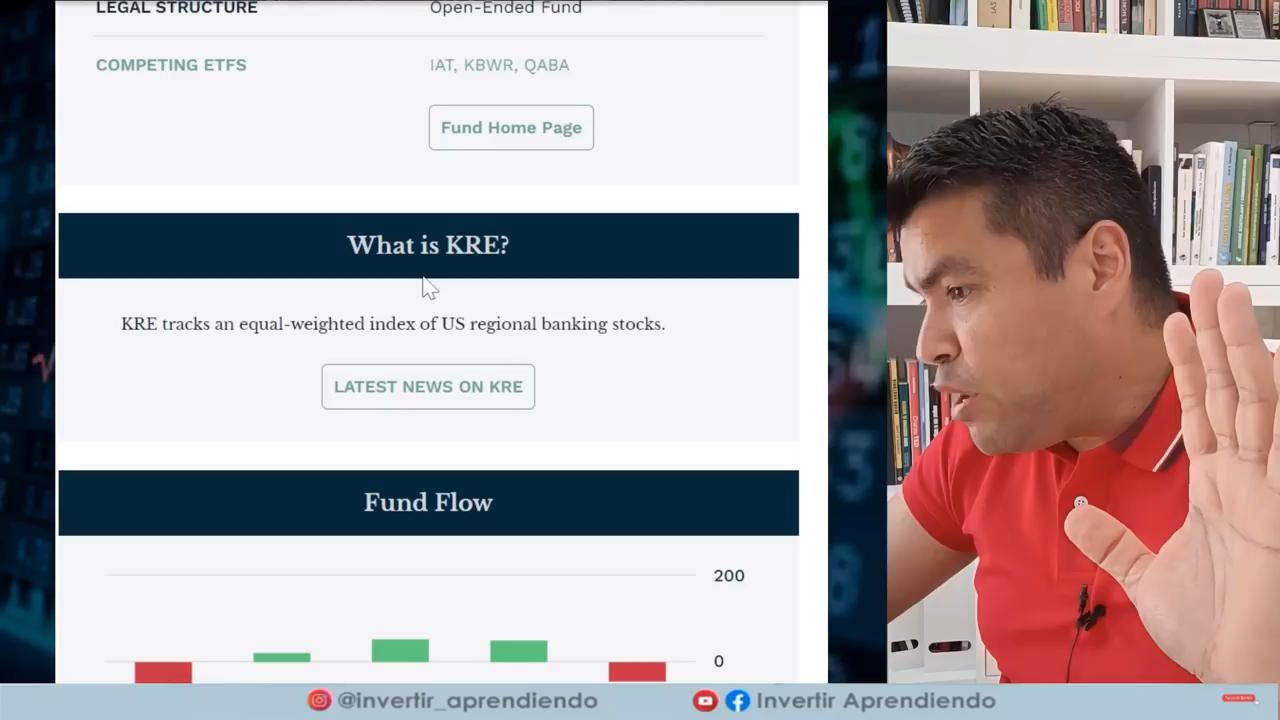 LEGAL STRUCTURE Open-Ended Fund
COMPETING ETFS IAT, KBWR, QABA
Fund Home Page
What is KRE?
KRE tracks an equal-weighted index of US regional banking stocks.
LATEST NEWS ON KRE
Fund Flow
200
0
@invertir_aprendiendo Invertir Aprendiendo